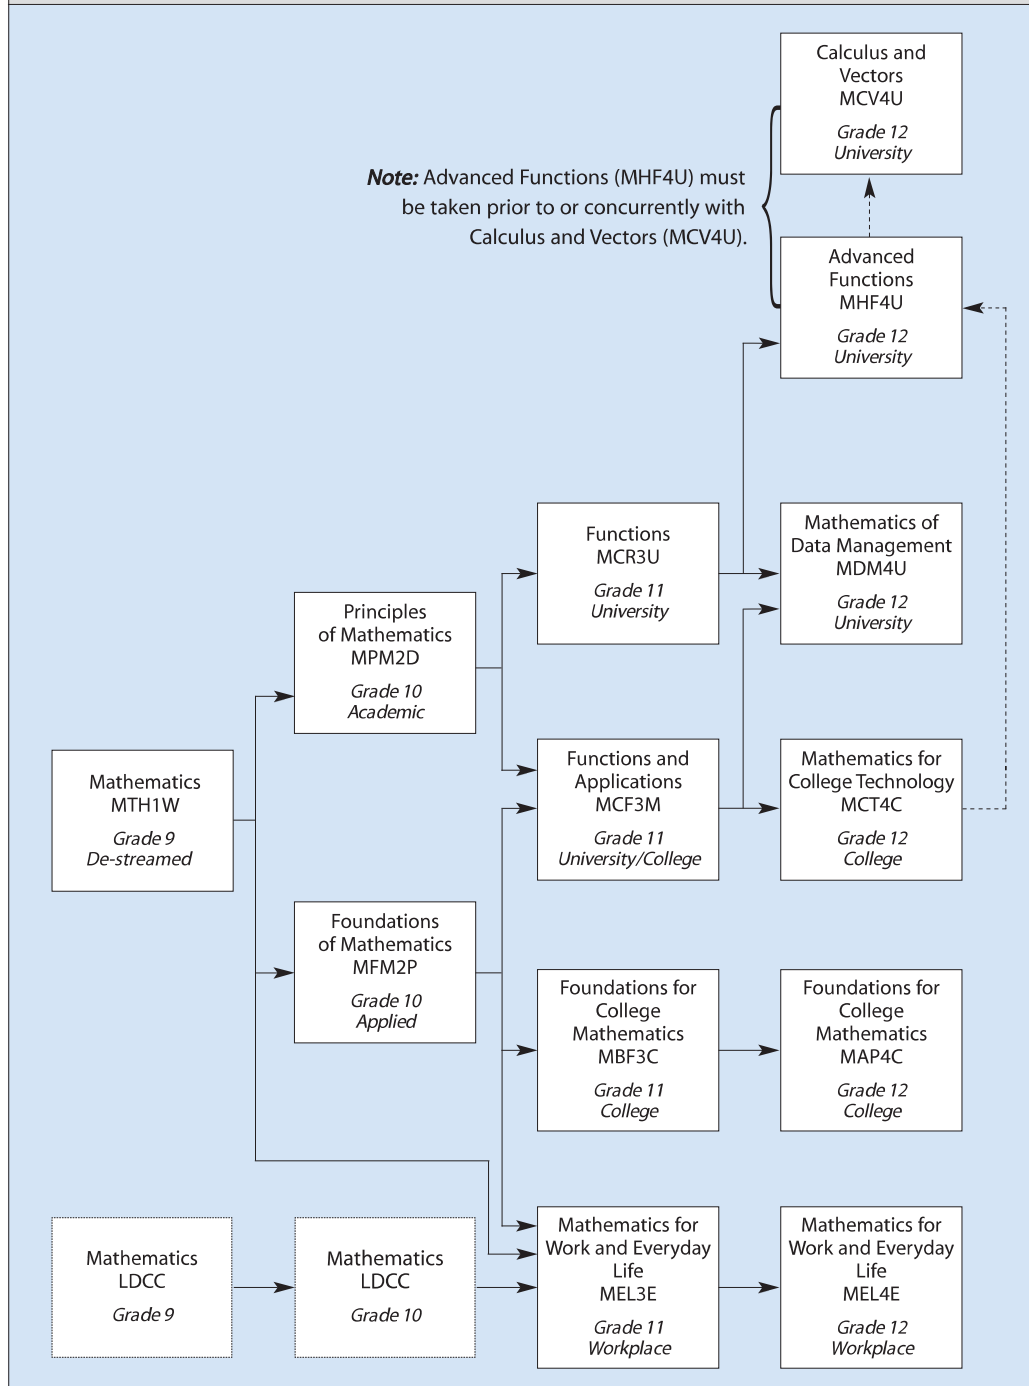 Calculus and
Vectors
MCV4U
Grade 12
University
Note: Advanced Functions (MHF4U) must
be taken prior to or concurrently with
Calculus and Vectors (MCV4U).
Advanced
Functions
MHF4U
Grade 12
University
Functions
MCR3U
Grade 11
University
Mathematics of
Data Management
MDM4U
Grade 12
University
Principles
of Mathematics
MPM2D
Grade 10
Academic
Mathematics
MTH1W
Grade 9
De-streamed
Functions and
Applications
MCF3M
Grade 11
University/College
Mathematics for
College Technology
MCT4C
Grade 12
College
Foundations
of Mathematics
MFM2P
Grade 10
Applied
Foundations for
College
Mathematics
MBF3C
Grade 11
College
Foundations for
College
Mathematics
MAP4C
Grade 12
College
Mathematics
LDCC
Grade 9
Mathematics
LDCC
Grade 10
Mathematics for
Work and Everyday
Life
MEL3E
Grade 11
Workplace
Mathematics for
Work and Everyday
Life
MEL4E
Grade 12
Workplace